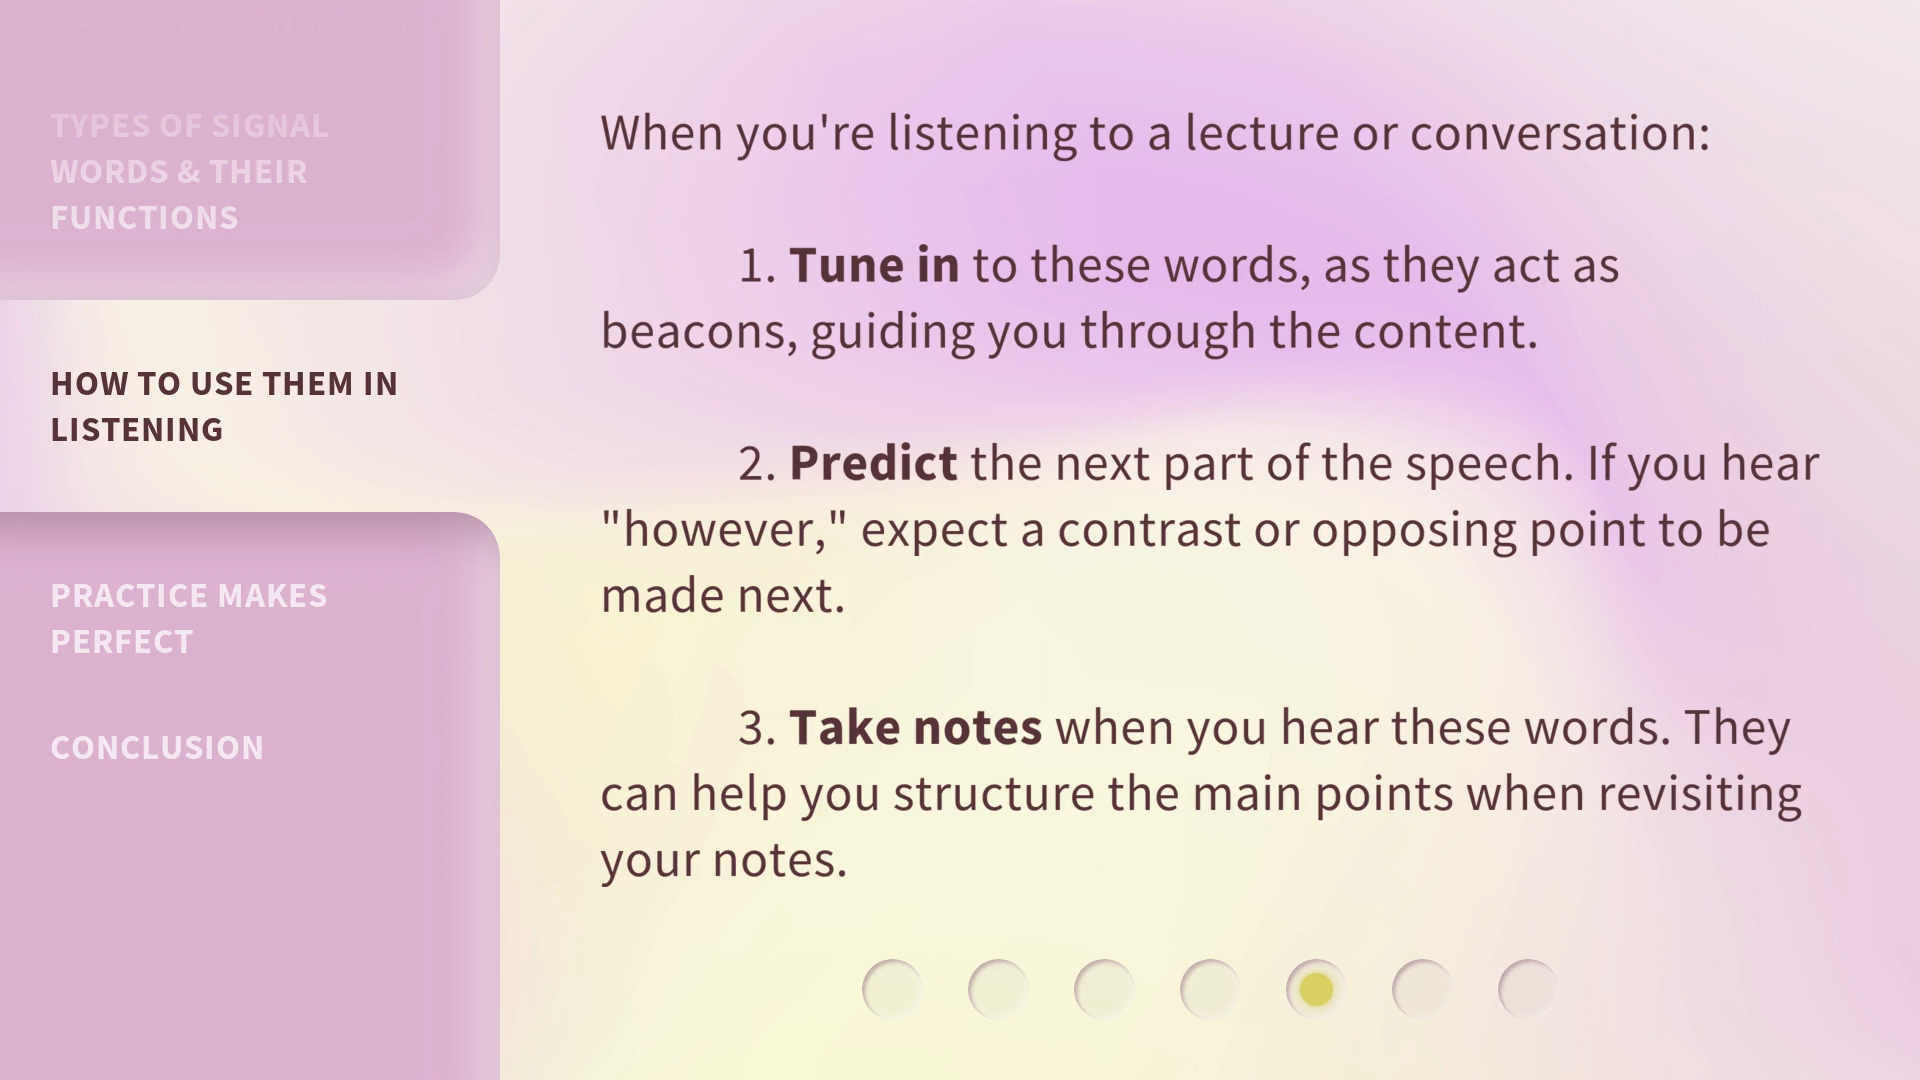 WORDS & TRANSITIONS?
TYPES OF SIGNAL
WORDS & THEIR
FUNCTIONS
HOW TO USE THEM IN
LISTENING
PRACTICE MAKES
PERFECT
CONCLUSION
When you're listening to a lecture or conversation:
1. Tune in to these words, as they act as
beacons, guiding you through the content.
2. Predict the next part of the speech. If you hear
"however," expect a contrast or opposing point to be
made next.
3. Take notes when you hear these words. They
can help you structure the main points when revisiting
your notes.